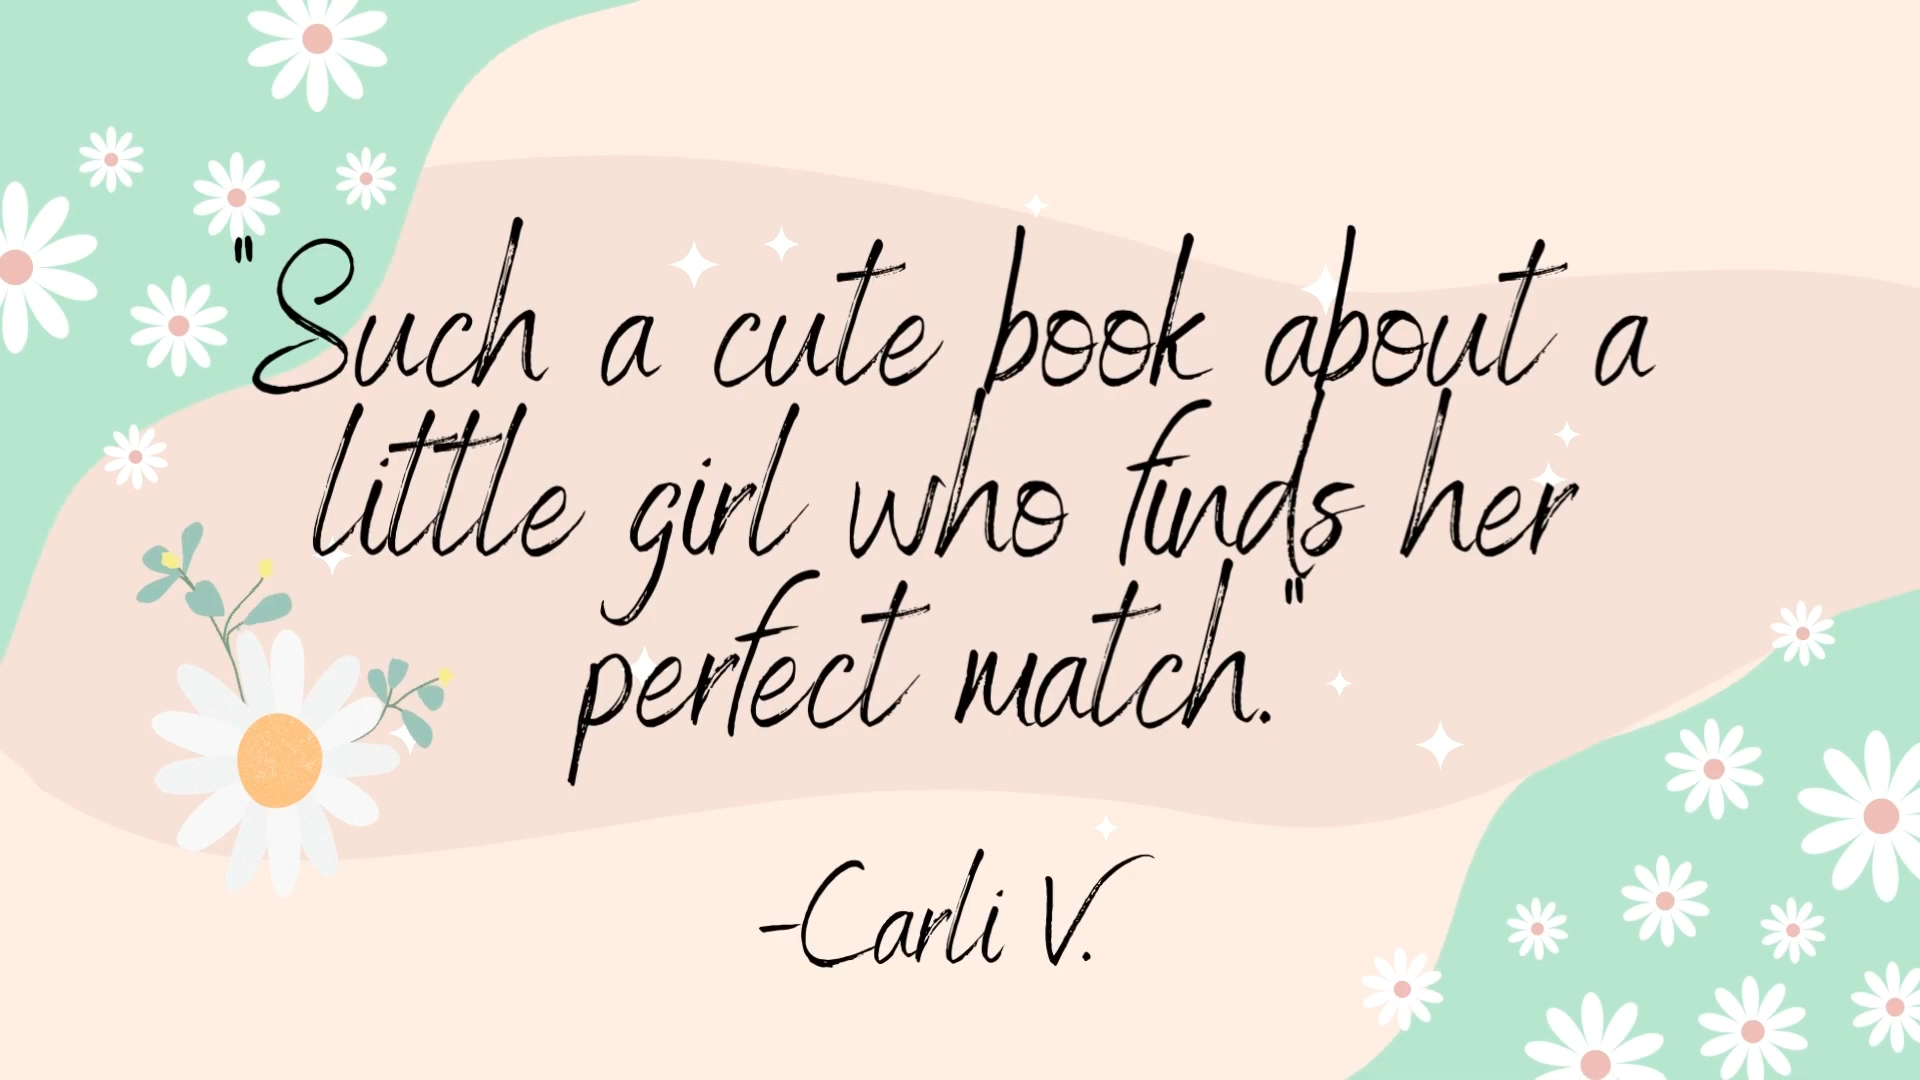 "Such a cute book about a
little girl who finds her
perfect match."
-Carli V.